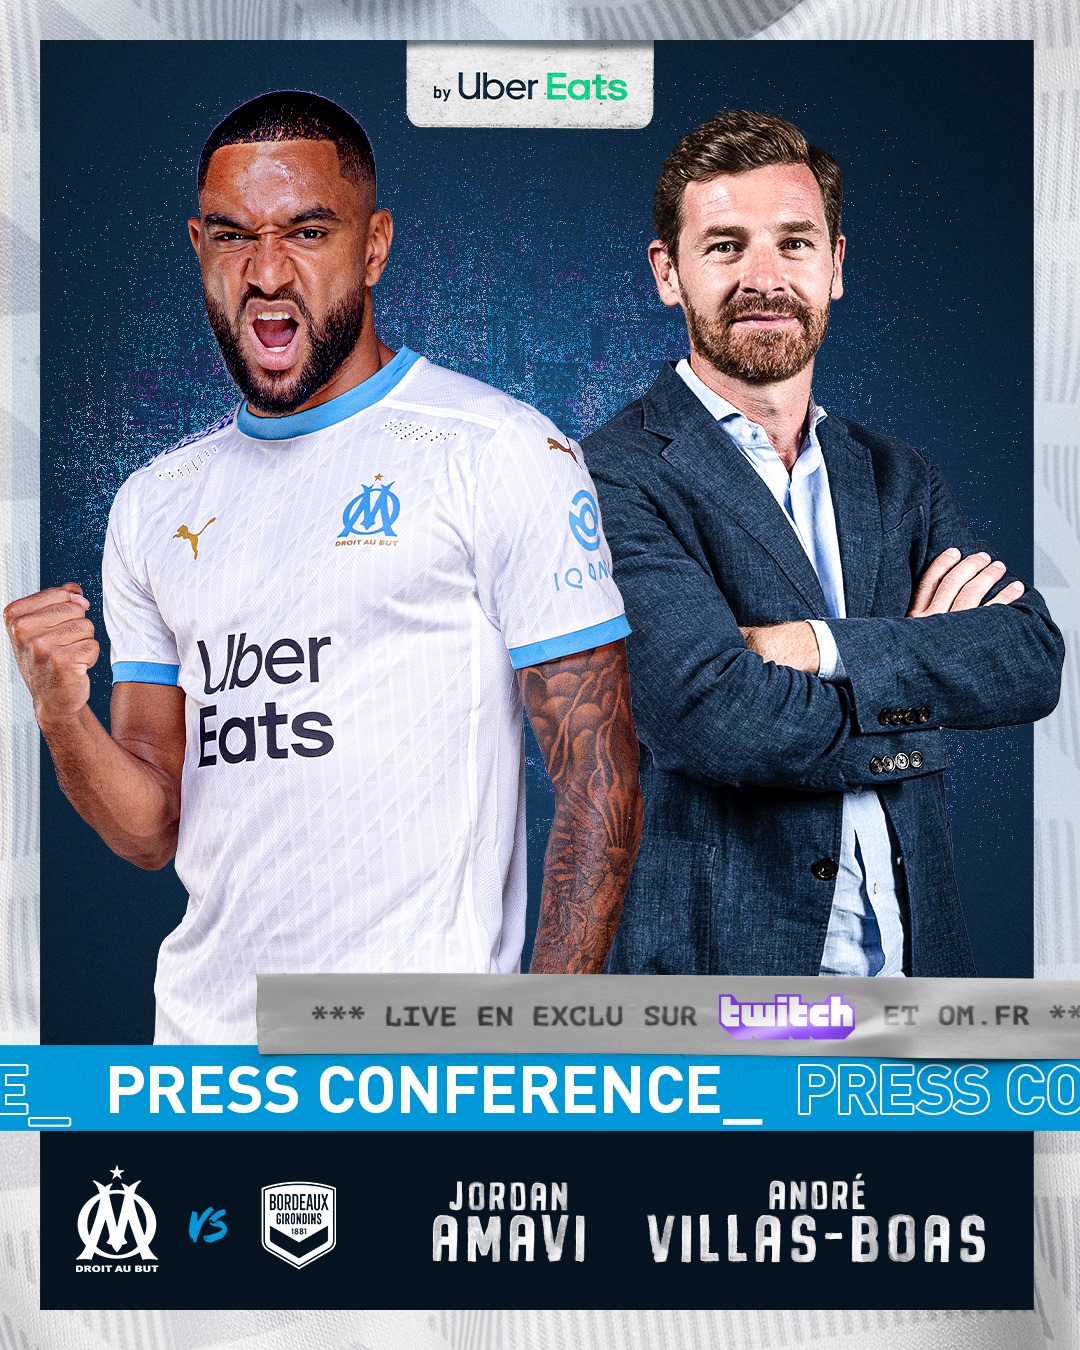 by Uber Eats
DROIT AU BUT
IQON
Uber
Eats
*** LIVE EN EXCLU SUR twitch ET OM.FR **
E_ PRESS CONFERENCE_ PRESS CO
DROIT AU BUT
VS
BORDEAUX
GIRONDINS
1881
JORDAN
AMAVI
ANDRÉ
VILLAS-BOAS